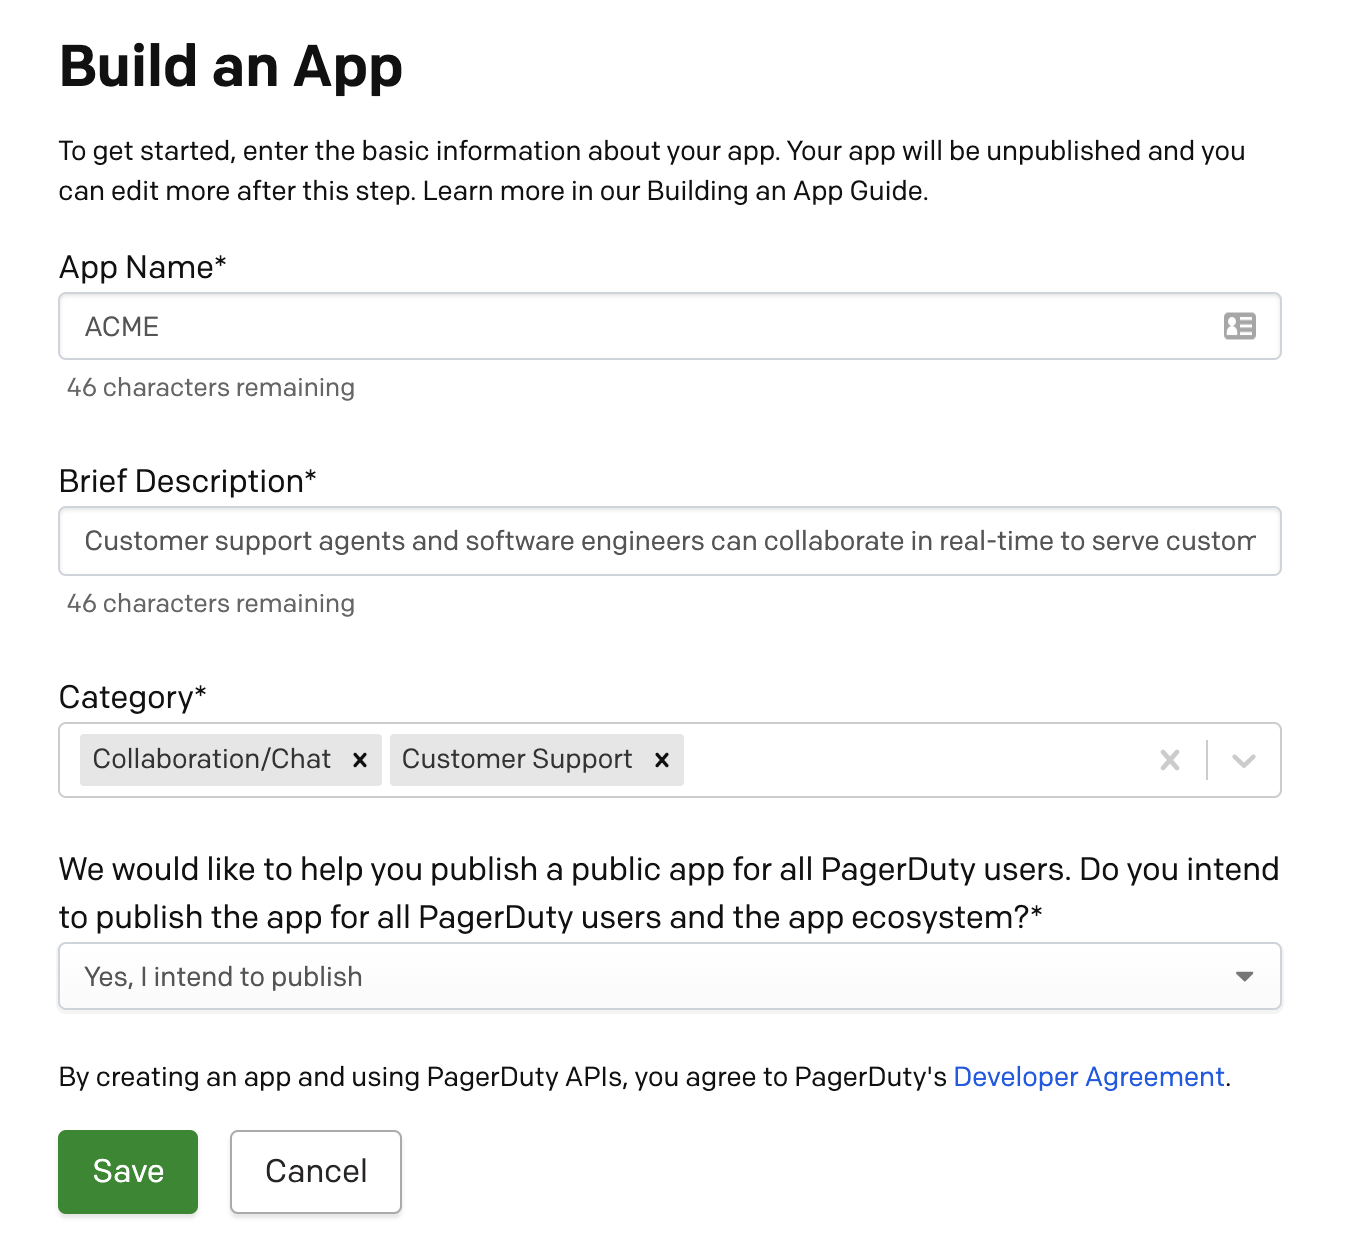 Build an App
To get started, enter the basic information about your app. Your app will be unpublished and you
can edit more after this step. Learn more in our Building an App Guide.
App Name*
ACME
46 characters remaining
Brief Description*
Customer support agents and software engineers can collaborate in real-time to serve custom
46 characters remaining
Category*
Collaboration/Chat × Customer Support ×
We would like to help you publish a public app for all PagerDuty users. Do you intend
to publish the app for all PagerDuty users and the app ecosystem?*
Yes, I intend to publish
By creating an app and using PagerDuty APIs, you agree to PagerDuty's Developer Agreement.
Save Cancel